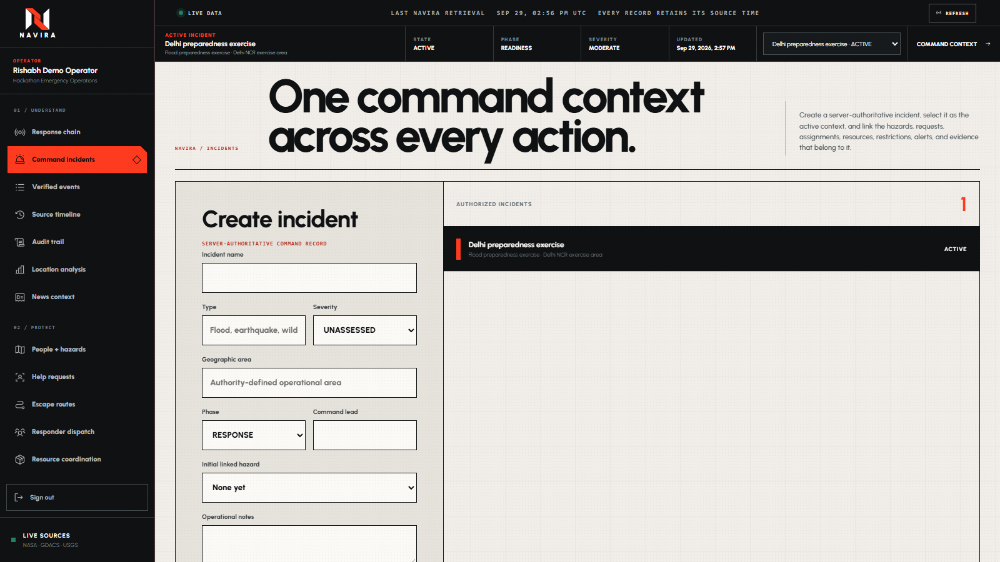 NAVIRA
OPERATOR
Rishabh Demo Operator
Hackathon Emergency Operations
01 / UNDERSTAND
Response chain
Command incidents
Verified events
Source timeline
Audit trail
Location analysis
News context
02 / PROTECT
People + hazards
Help requests
Escape routes
Responder dispatch
Resource coordination
Sign out
LIVE SOURCES
NASA · GDACS · USGS
LIVE DATA
LAST NAVIRA RETRIEVAL SEP 29, 02:56 PM UTC EVERY RECORD RETAINS ITS SOURCE TIME
REFRESH
ACTIVE INCIDENT
Delhi preparedness exercise
Flood preparedness exercise · Delhi NCR exercise area
STATE
ACTIVE
PHASE
READINESS
SEVERITY
MODERATE
UPDATED
Sep 29, 2026, 2:57 PM
Delhi preparedness exercise · ACTIVE
COMMAND CONTEXT →
NAVIRA / INCIDENTS
One command context
across every action.
Create a server-authoritative incident, select it as the
active context, and link the hazards, requests,
assignments, resources, restrictions, alerts, and evidence
that belong to it.
Create incident
SERVER-AUTHORITATIVE COMMAND RECORD
Incident name
Type
Severity
Flood, earthquake, wild
UNASSESSED
Geographic area
Authority-defined operational area
Phase
Command lead
RESPONSE
Initial linked hazard
None yet
Operational notes
AUTHORIZED INCIDENTS
1
Delhi preparedness exercise
Flood preparedness exercise · Delhi NCR exercise area
ACTIVE